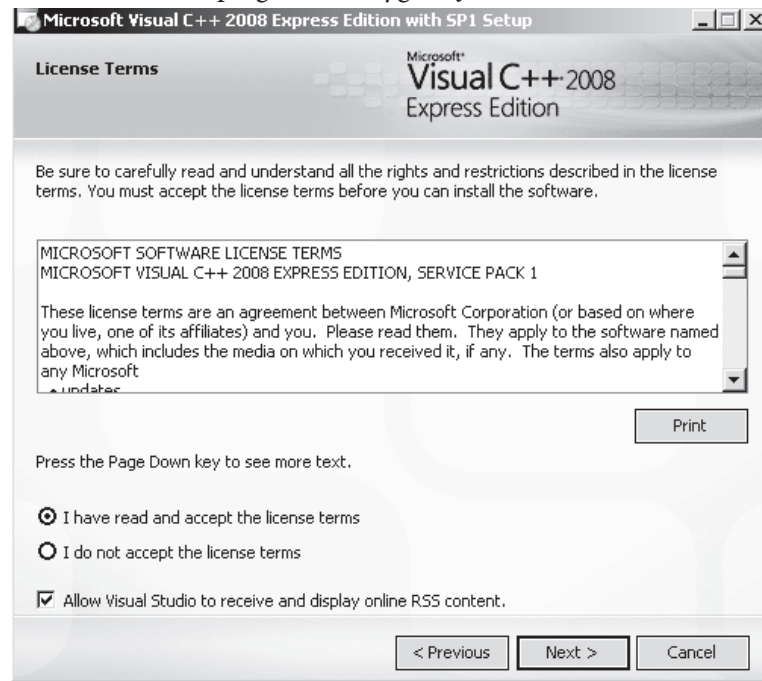 Microsoft Visual C++ 2008 Express Edition with SP1 Setup
License Terms
Microsoft
Visual C++ 2008
Express Edition
Be sure to carefully read and understand all the rights and restrictions described in the license
terms. You must accept the license terms before you can install the software.
MICROSOFT SOFTWARE LICENSE TERMS
MICROSOFT VISUAL C++ 2008 EXPRESS EDITION, SERVICE PACK 1
These license terms are an agreement between Microsoft Corporation (or based on where
you live, one of its affiliates) and you. Please read them. They apply to the software named
above, which includes the media on which you received it, if any. The terms also apply to
any Microsoft
• updates
Print
Press the Page Down key to see more text.
I have read and accept the license terms
I do not accept the license terms
Allow Visual Studio to receive and display online RSS content.
< Previous
Next >
Cancel